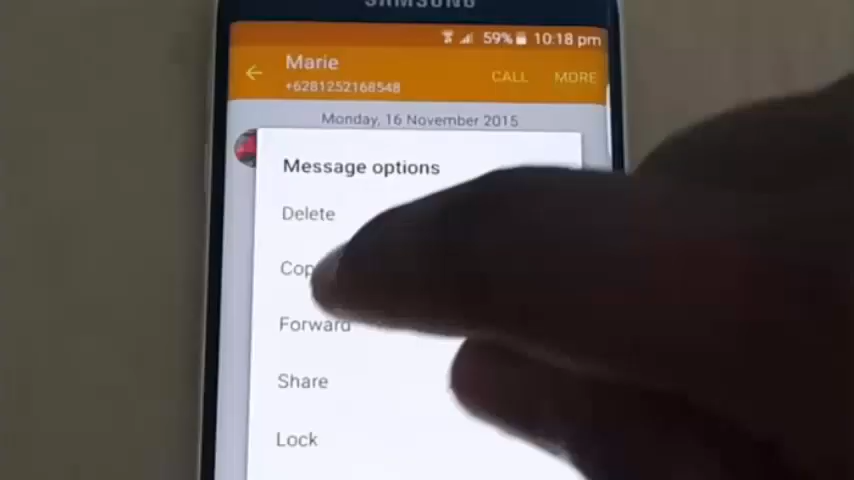 SAMSUNG
59% 10:18 pm
Marie
+6281252168548
CALL MORE
Monday, 16 November 2015
Message options
Delete
Cop
Forward
Share
Lock